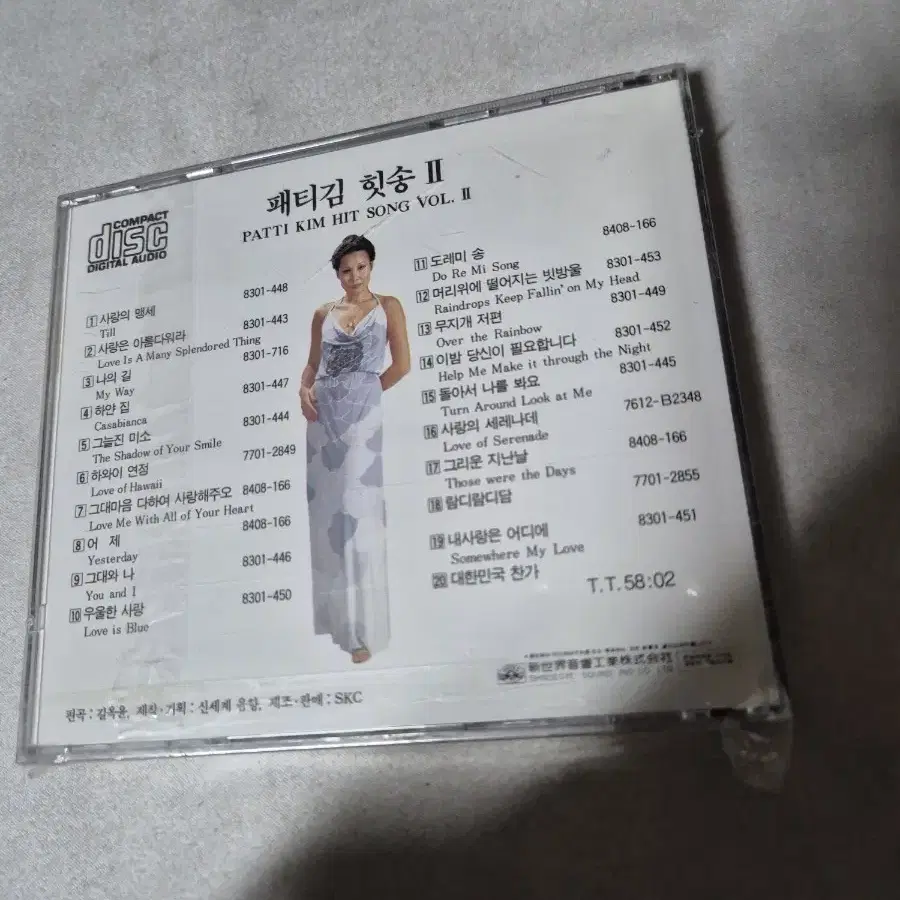 패티김 힛송 II
PATTI KIM HIT SONG VOL. II
COMPACT
disc
DIGITAL AUDIO
1 사랑의 맹세 8301-448
Till
2 사랑은 아름다워라 8301-443
Love Is A Many Splendored Thing
3 나의 길 8301-716
My Way
4 하얀 집 8301-447
Casabianca
5 그늘진 미소 8301-444
The Shadow of Your Smile
6 하와이 연정 7701-2849
Love of Hawaii
7 그대마음 다하여 사랑해주오 8408-166
Love Me With All of Your Heart
8 어 제 8408-166
Yesterday
9 그대와 나 8301-446
You and I
10 우울한 사랑 8301-450
Love is Blue
11 도레미 송 8408-166
Do Re Mi Song
12 머리위에 떨어지는 빗방울 8301-453
Raindrops Keep Fallin' on My Head
13 무지개 저편 8301-449
Over the Rainbow
14 이밤 당신이 필요합니다 8301-452
Help Me Make it through the Night
15 돌아서 나를 봐요 8301-445
Turn Around Look at Me
16 사랑의 세레나데 7612-B2348
Love of Serenade
17 그리운 지난날 8408-166
Those were the Days
18 람디람디담 7701-2855
19 내사랑은 어디에 8301-451
Somewhere My Love
20 대한민국 찬가
T.T.58:02
新世界音響工業株式会社
편곡 : 길옥윤, 제작·기획 : 신세계 음향, 제조·판매 : SKC